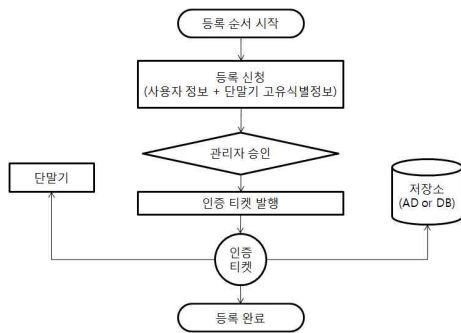 등록 순서 시작
등록 신청
(사용자 정보 + 단말기 고유식별정보)
관리자 승인
단말기
인증 티켓 발행
저장소
(AD or DB)
인증
티켓
등록 완료